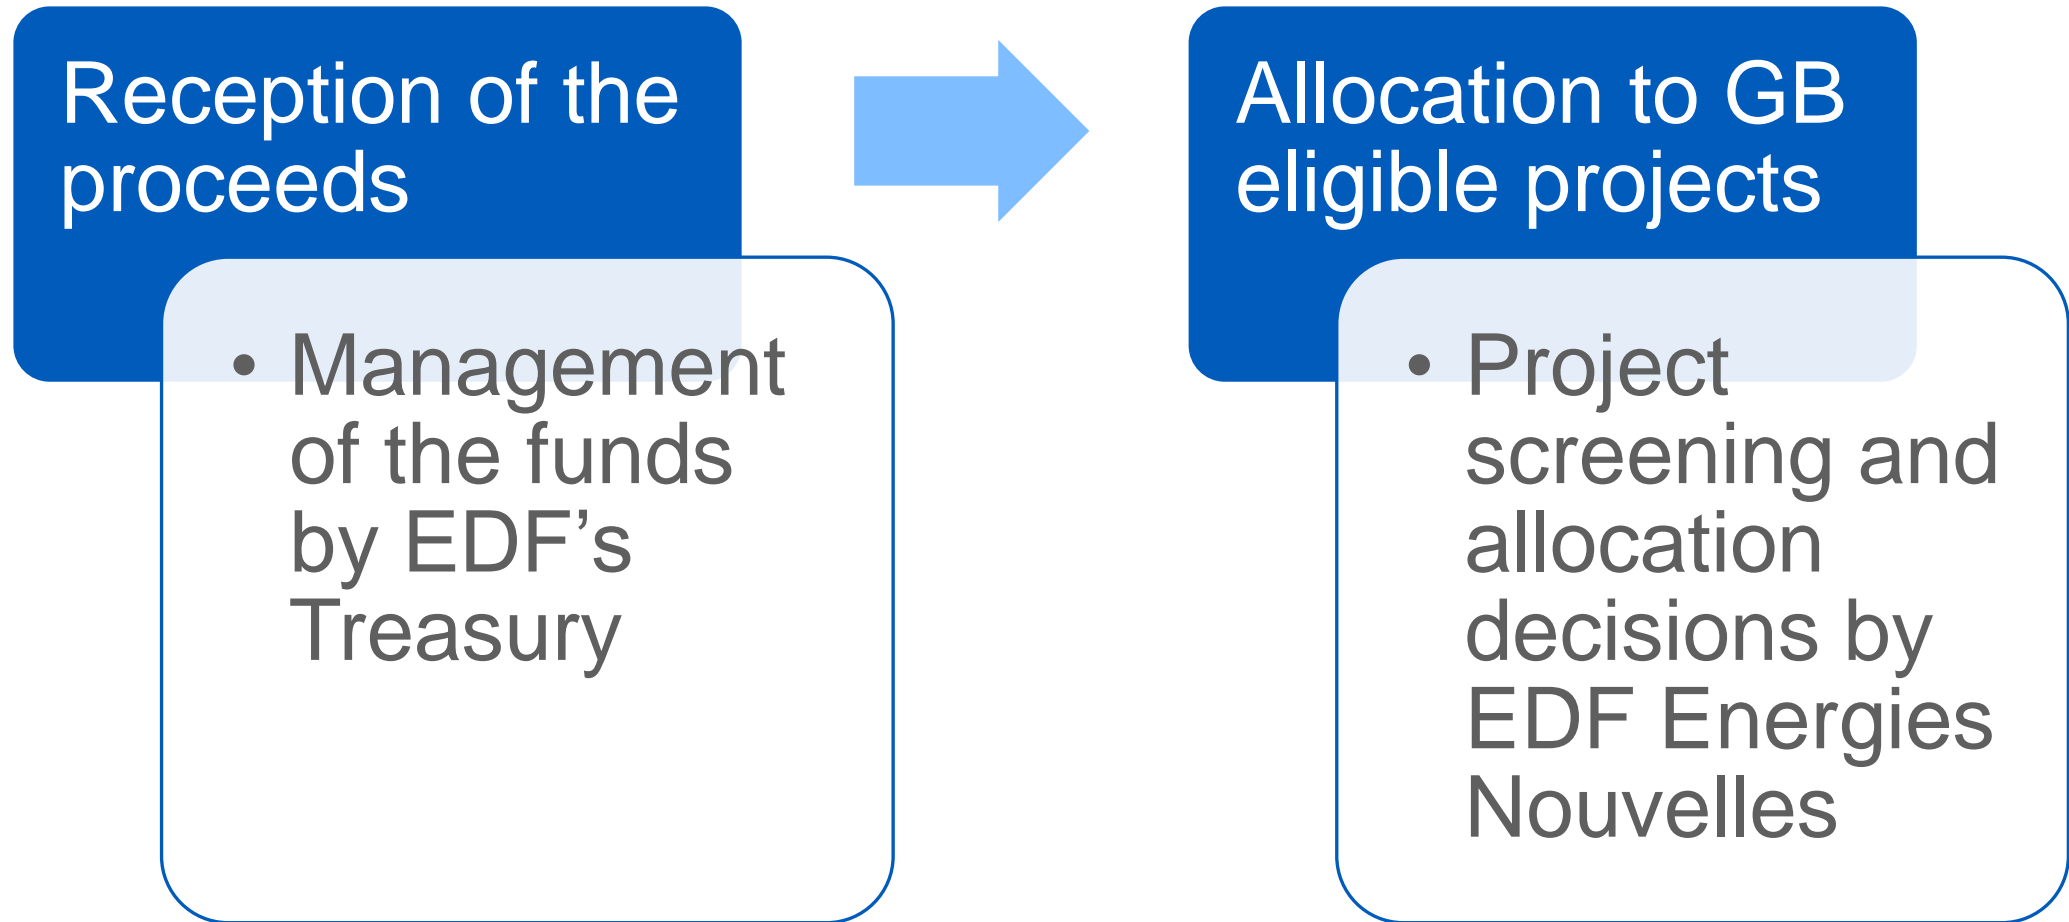 Reception of the
proceeds
• Management
of the funds
by EDF’s
Treasury
Allocation to GB
eligible projects
• Project
screening and
allocation
decisions by
EDF Energies
Nouvelles